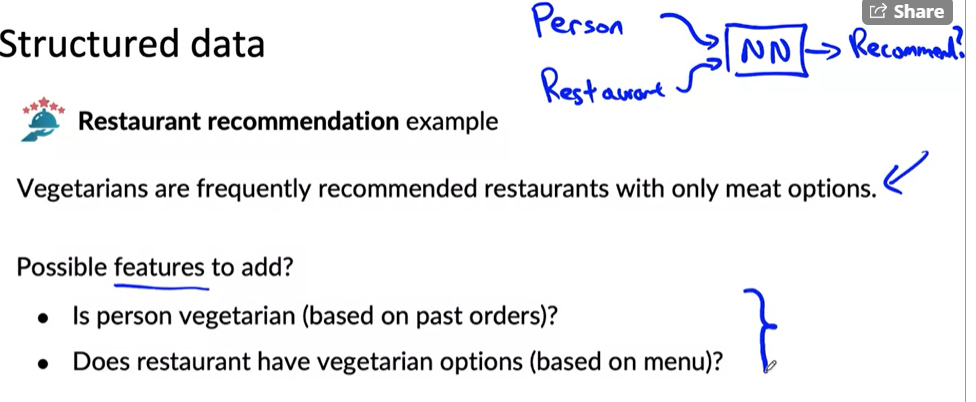 Share
Person
NN
Recommend?
Restaurant
Structured data
Restaurant recommendation example
Vegetarians are frequently recommended restaurants with only meat options.
Possible features to add?
• Is person vegetarian (based on past orders)?
• Does restaurant have vegetarian options (based on menu)?